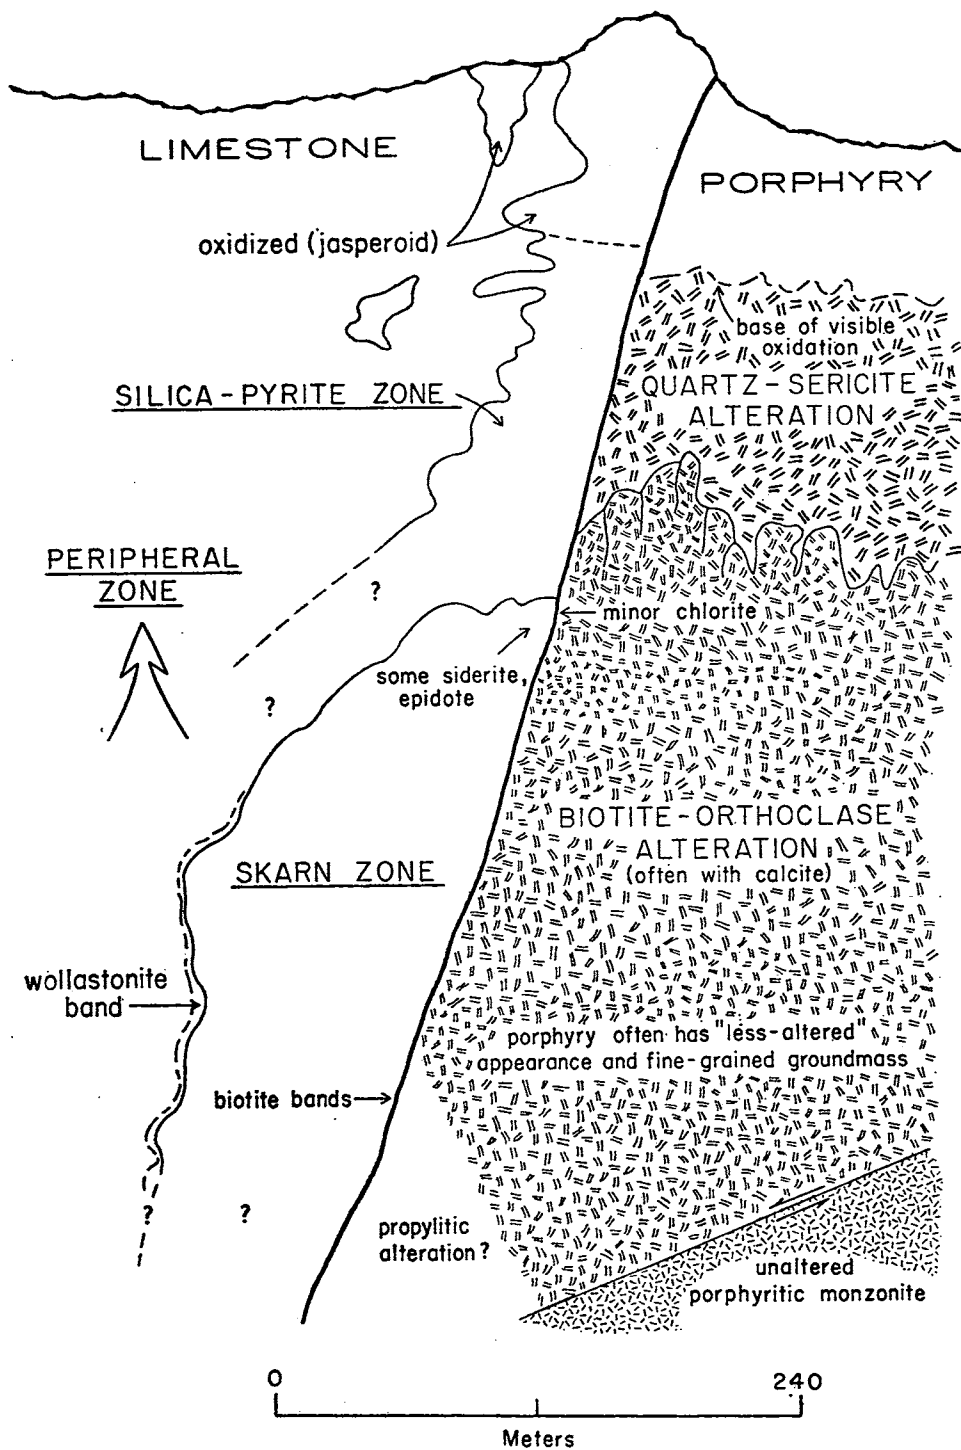 LIMESTONE
PORPHYRY
oxidized (jasperoid)
base of visible
oxidation
SILICA-PYRITE ZONE
QUARTZ-SERICITE
ALTERATION
PERIPHERAL
ZONE
?
minor chlorite
some siderite,
epidote
?
BIOTITE-ORTHOCLASE
ALTERATION
(often with calcite)
SKARN ZONE
wollastonite
band
porphyry often has "less-altered"
appearance and fine-grained groundmass
biotite bands
?
?
propylitic
alteration?
unaltered
porphyritic monzonite
0
240
Meters